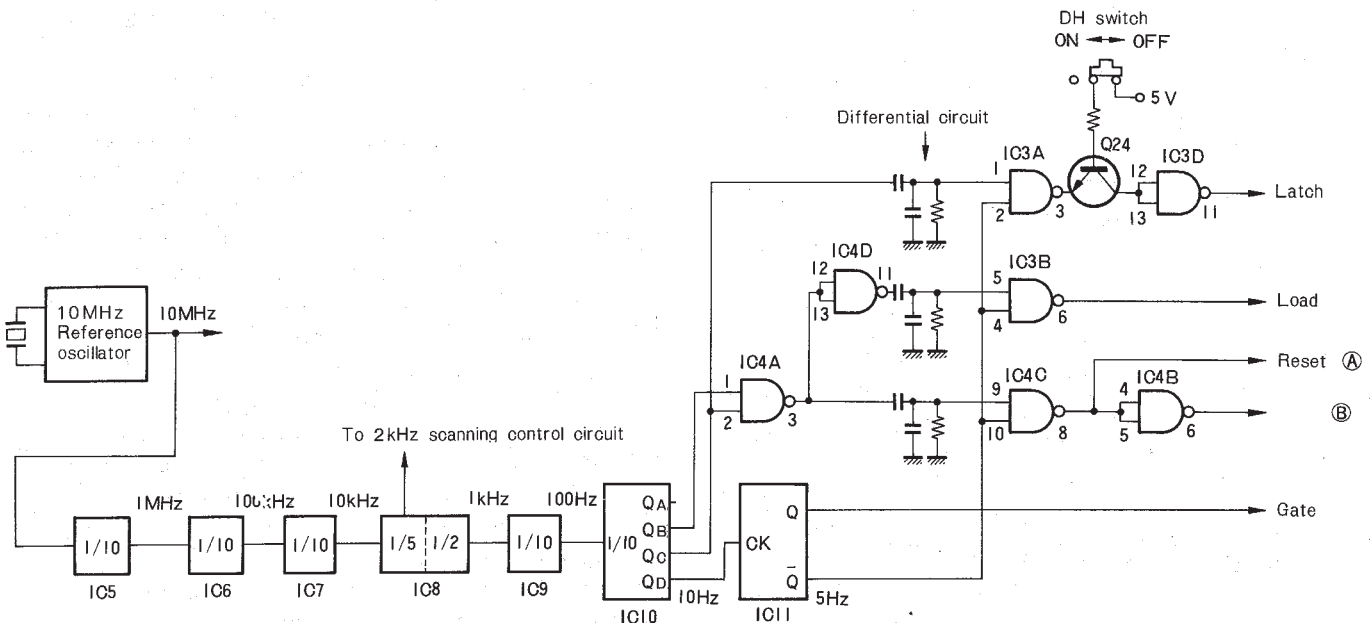 DH switch
ON ↔ OFF
5V
Differential circuit
IC3A
Q24
IC3D
1
2
3
12
13
11
Latch
IC4D
12
13
11
IC3B
5
4
6
Load
10MHz
Reference
oscillator
10MHz
IC4A
1
2
3
IC4C
9
10
8
IC4B
4
5
6
Reset Ⓐ
Ⓑ
To 2kHz scanning control circuit
1MHz
100kHz
10kHz
1kHz
100Hz
1/10
1/10
1/10
1/5
1/2
1/10
1/10
QA
QB
QC
QD
10Hz
CK
Q
Q̅
5Hz
Gate
IC5
IC6
IC7
IC8
IC9
IC10
IC11